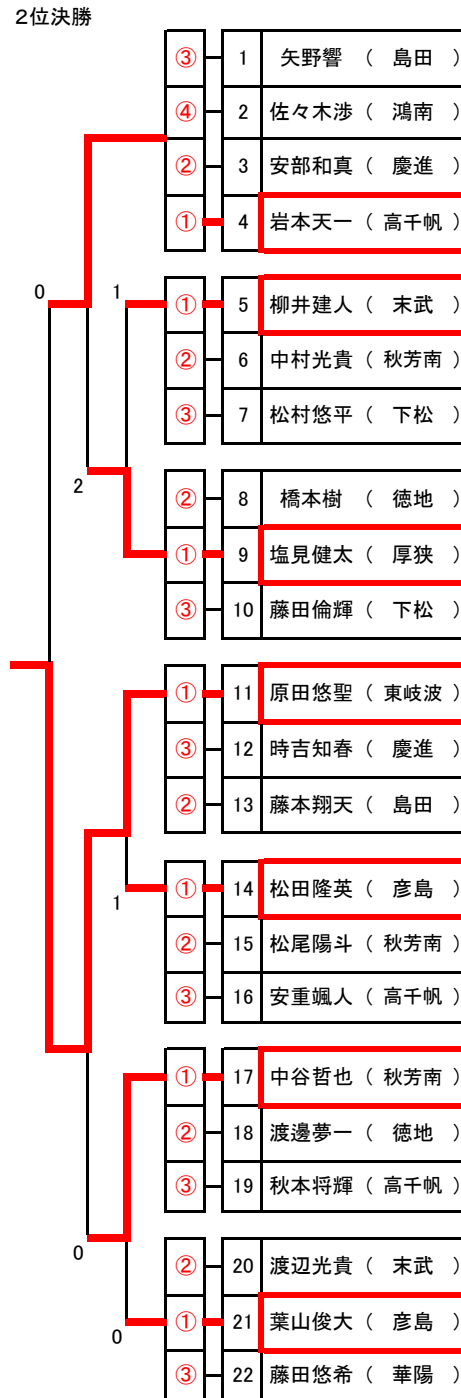 2位決勝
③ 1 矢野響 ( 島田 )
④ 2 佐々木渉 ( 鴻南 )
② 3 安部和真 ( 慶進 )
① 4 岩本天一 ( 高千帆 )
0 1 ① 5 柳井建人 ( 末武 )
② 6 中村光貴 ( 秋芳南 )
③ 7 松村悠平 ( 下松 )
2 ② 8 橋本樹 ( 徳地 )
① 9 塩見健太 ( 厚狭 )
③ 10 藤田倫輝 ( 下松 )
① 11 原田悠聖 ( 東岐波 )
③ 12 時吉知春 ( 慶進 )
② 13 藤本翔天 ( 島田 )
1 ① 14 松田隆英 ( 彦島 )
② 15 松尾陽斗 ( 秋芳南 )
③ 16 安重颯人 ( 高千帆 )
① 17 中谷哲也 ( 秋芳南 )
② 18 渡邊夢一 ( 徳地 )
③ 19 秋本将輝 ( 高千帆 )
0 ② 20 渡辺光貴 ( 末武 )
0 ① 21 葉山俊大 ( 彦島 )
③ 22 藤田悠希 ( 華陽 )